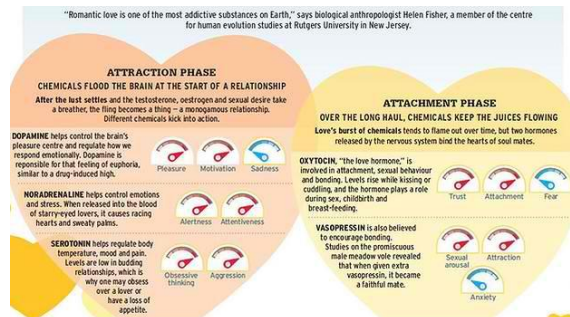 "Romantic love is one of the most addictive substances on Earth," says biological anthropologist Helen Fisher, a member of the centre
for human evolution studies at Rutgers University in New Jersey.
ATTRACTION PHASE
CHEMICALS FLOOD THE BRAIN AT THE START OF A RELATIONSHIP
After the lust settles and the testosterone, oestrogen and sexual desire take
a breather, the fling becomes a thing – a monogamous relationship.
Different chemicals kick into action.
DOPAMINE helps control the brain's
pleasure centre and regulate how we
respond emotionally. Dopamine is
reponsible for that feeling of euphoria,
similar to a drug-induced high.
Pleasure
Motivation
Sadness
NORADRENALINE helps control emotions
and stress. When released into the blood
of starry-eyed lovers, it causes racing
hearts and sweaty palms.
Alertness
Attentiveness
SEROTONIN helps regulate body
temperature, mood and pain.
Levels are low in budding
relationships, which is
why one may obsess
over a lover or
have a loss of
appetite.
Obsessive
thinking
Aggression
ATTACHMENT PHASE
OVER THE LONG HAUL, CHEMICALS KEEP THE JUICES FLOWING
Love's burst of chemicals tends to flame out over time, but two hormones
released by the nervous system bind the hearts of soul mates.
OXYTOCIN, "the love hormone," is
involved in attachment, sexual behaviour
and bonding. Levels rise while kissing or
cuddling, and the hormone plays a role
during sex, childbirth and
breast-feeding.
Trust
Attachment
Fear
VASOPRESSIN is also believed
to encourage bonding.
Studies on the promiscuous
male meadow vole revealed
that when given extra
vasopressin, it became
a faithful mate.
Sexual
arousal
Attraction
Anxiety